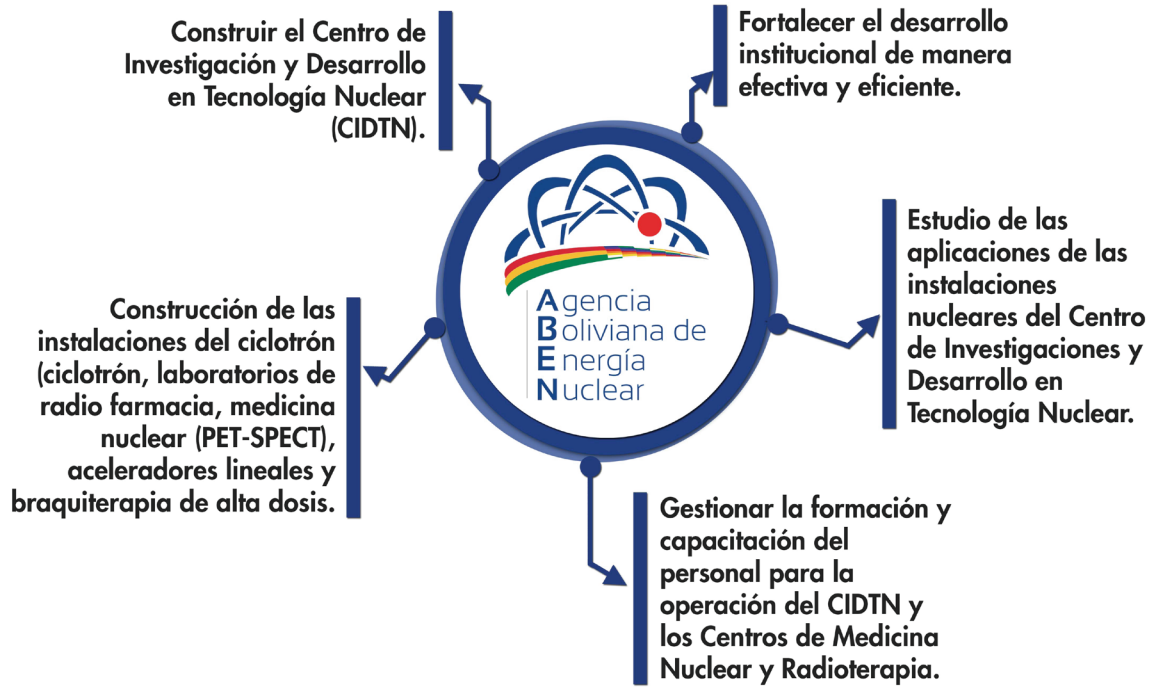 Construir el Centro de
Investigación y Desarrollo
en Tecnología Nuclear
(CIDTN).
Fortalecer el desarrollo
institucional de manera
efectiva y eficiente.
Agencia
Boliviana de
Energía
Nuclear
Estudio de las
aplicaciones de las
instalaciones
nucleares del Centro
de Investigaciones y
Desarrollo en
Tecnología Nuclear.
Construcción de las
instalaciones del ciclotrón
(ciclotrón, laboratorios de
radio farmacia, medicina
nuclear (PET-SPECT),
aceleradores lineales y
braquiterapia de alta dosis.
Gestionar la formación y
capacitación del
personal para la
operación del CIDTN y
los Centros de Medicina
Nuclear y Radioterapia.